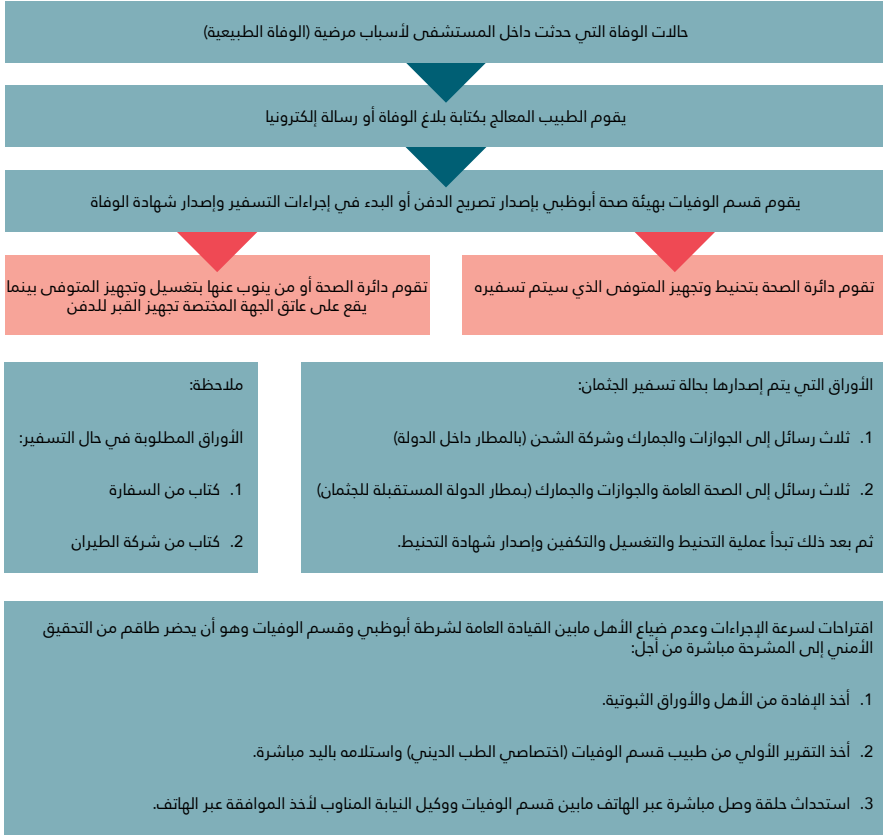 حالات الوفاة التي حدثت داخل المستشفى لأسباب مرضية (الوفاة الطبيعية)
يقوم الطبيب المعالج بكتابة بلاغ الوفاة أو رسالة إلكترونيا
يقوم قسم الوفيات بهيئة صحة أبوظبي بإصدار تصريح الدفن أو البدء في إجراءات التسفير وإصدار شهادة الوفاة
تقوم دائرة الصحة بتحنيط وتجهيز المتوفى الذي سيتم تسفيره
تقوم دائرة الصحة أو من ينوب عنها بتغسيل وتجهيز المتوفى بينما
يقع على عاتق الجهة المختصة تجهيز القبر للدفن
الأوراق التي يتم إصدارها بحالة تسفير الجثمان:
1. ثلاث رسائل إلى الجوازات والجمارك وشركة الشحن (بالمطار داخل الدولة)
2. ثلاث رسائل إلى الصحة العامة والجوازات والجمارك (بمطار الدولة المستقبلة للجثمان)
ثم بعد ذلك تبدأ عملية التحنيط والتغسيل والتكفين وإصدار شهادة التحنيط.
ملاحظة:
الأوراق المطلوبة في حال التسفير:
1. كتاب من السفارة
2. كتاب من شركة الطيران
اقتراحات لسرعة الإجراءات وعدم ضياع الأهل مابين القيادة العامة لشرطة أبوظبي وقسم الوفيات وهو أن يحضر طاقم من التحقيق
الأمني إلى المشرحة مباشرة من أجل:
1. أخذ الإفادة من الأهل والأوراق الثبوتية.
2. أخذ التقرير الأولي من طبيب قسم الوفيات (اختصاصي الطب الديني) واستلامه باليد مباشرة.
3. استحداث حلقة وصل مباشرة عبر الهاتف مابين قسم الوفيات ووكيل النيابة المناوب لأخذ الموافقة عبر الهاتف.